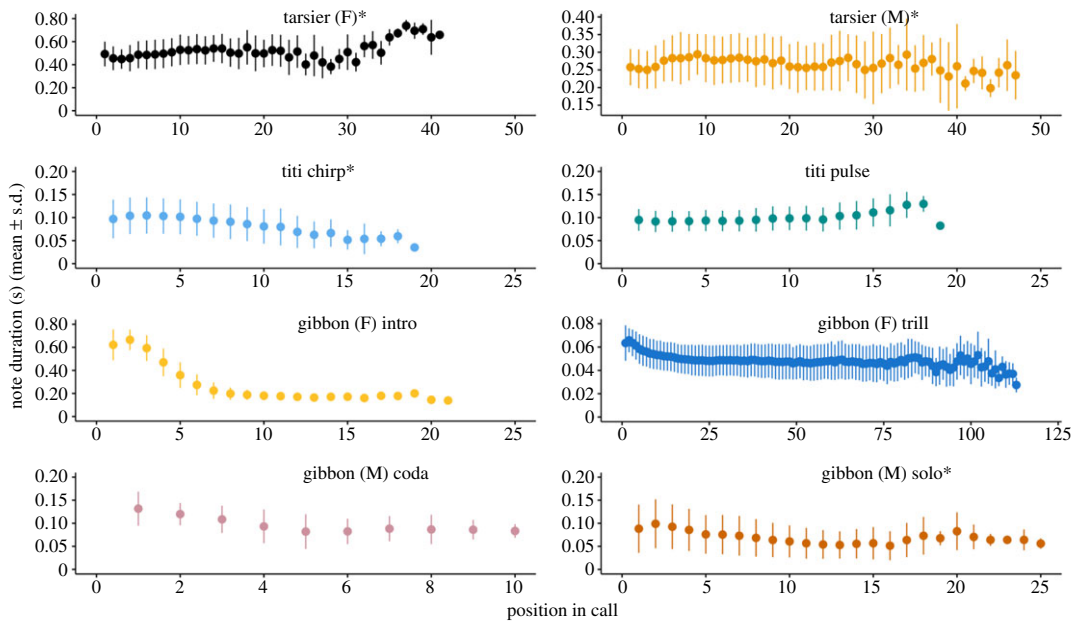 tarsier (F)*
0.80
0.60
0.40
0.20
0
0 10 20 30 40 50
tarsier (M)*
0.40
0.35
0.30
0.25
0.20
0.15
0 10 20 30 40 50
titi chirp*
0.20
0.15
0.10
0.05
0
0 5 10 15 20 25
titi pulse
0.20
0.15
0.10
0.05
0
0 5 10 15 20 25
note duration (s) (mean ± s.d.)
gibbon (F) intro
0.80
0.60
0.40
0.20
0
0 5 10 15 20 25
gibbon (F) trill
0.08
0.06
0.04
0.02
0
0 25 50 75 100 125
gibbon (M) coda
0.20
0.15
0.10
0.05
0
0 2 4 6 8 10
gibbon (M) solo*
0.20
0.15
0.10
0.05
0
0 5 10 15 20 25
position in call